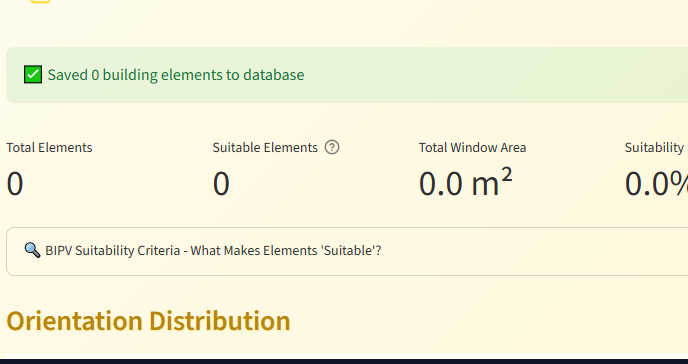 ✅ Saved 0 building elements to database
Total Elements
Suitable Elements
Total Window Area
Suitability
0
0
0.0 m²
0.0%
🔍 BIPV Suitability Criteria - What Makes Elements 'Suitable'?
Orientation Distribution